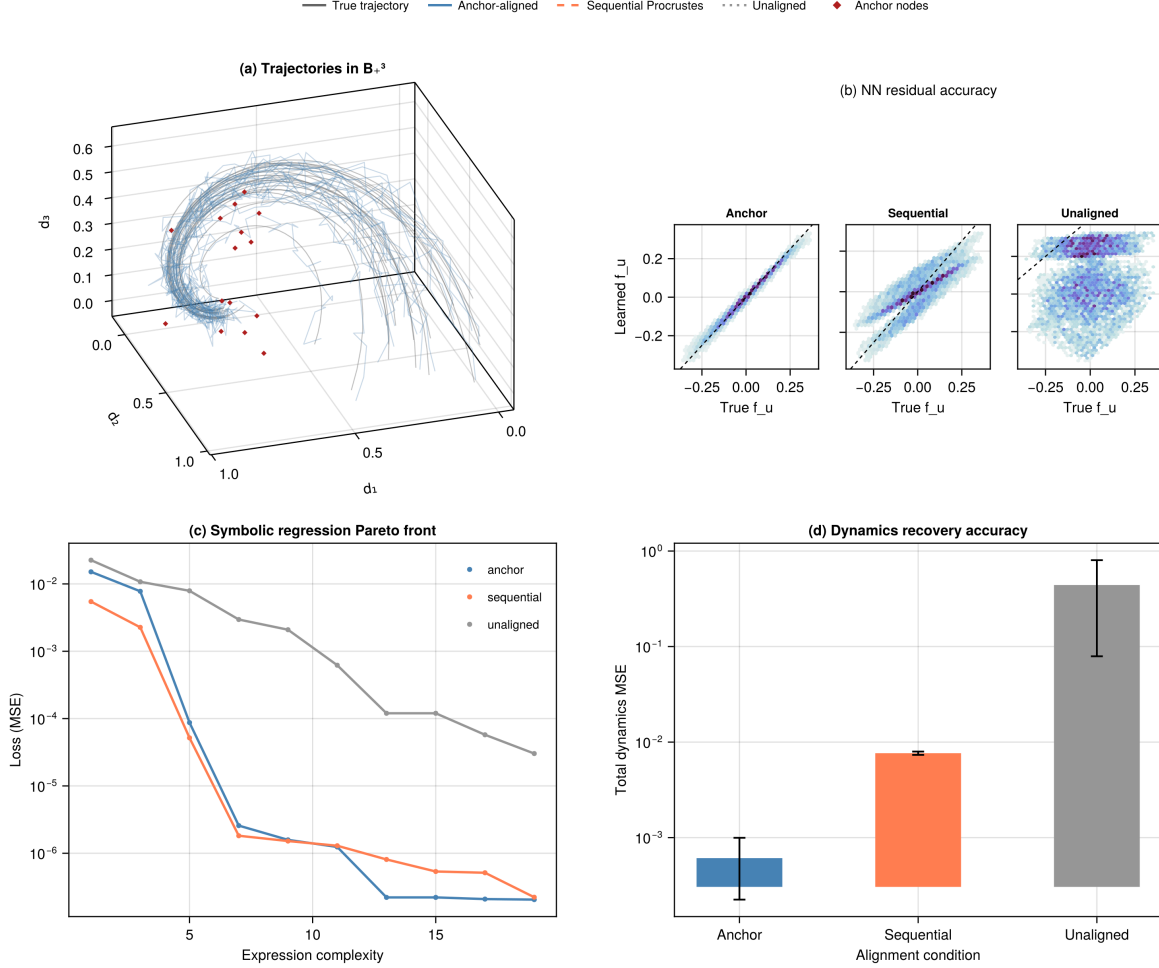 True trajectory Anchor-aligned Sequential Procrustes Unaligned Anchor nodes
(a) Trajectories in B₊³
d₃
0.6
0.5
0.4
0.3
0.2
0.1
0.0
0.0
0.5
1.0
d₂
1.0
0.5
0.0
d₁
(b) NN residual accuracy
Anchor Sequential Unaligned
Learned f_u
0.2
0.0
−0.2
−0.25 0.00 0.25
−0.25 0.00 0.25
−0.25 0.00 0.25
True f_u
True f_u
True f_u
(c) Symbolic regression Pareto front
Loss (MSE)
10⁻²
10⁻³
10⁻⁴
10⁻⁵
10⁻⁶
anchor
sequential
unaligned
5 10 15
Expression complexity
(d) Dynamics recovery accuracy
Total dynamics MSE
10⁰
10⁻¹
10⁻²
10⁻³
Anchor Sequential Unaligned
Alignment condition